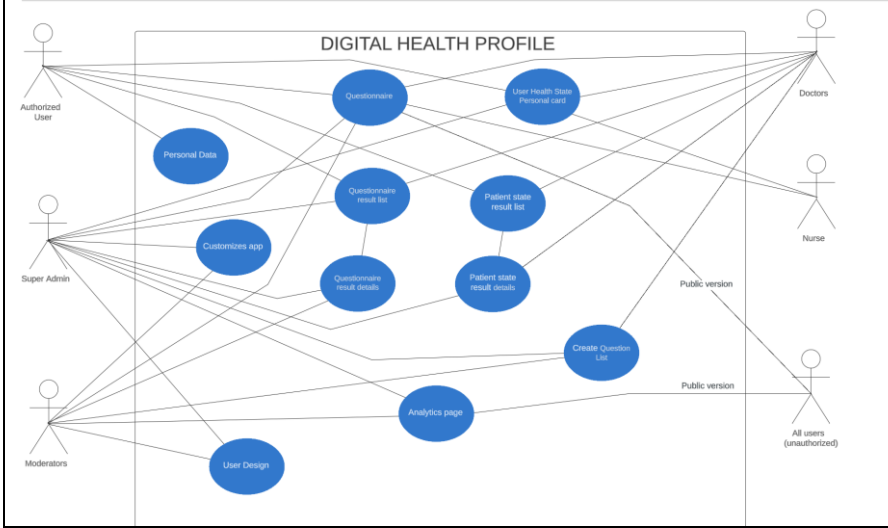 DIGITAL HEALTH PROFILE
Authorized
User
Questionnaire
User Health State
Personal card
Doctors
Personal Data
Questionnaire
result list
Patient state
result list
Nurse
Customizes app
Super Admin
Questionnaire
result details
Patient state
result details
Public version
Create Question
List
Public version
Analytics page
All users
(unauthorized)
Moderators
User Design